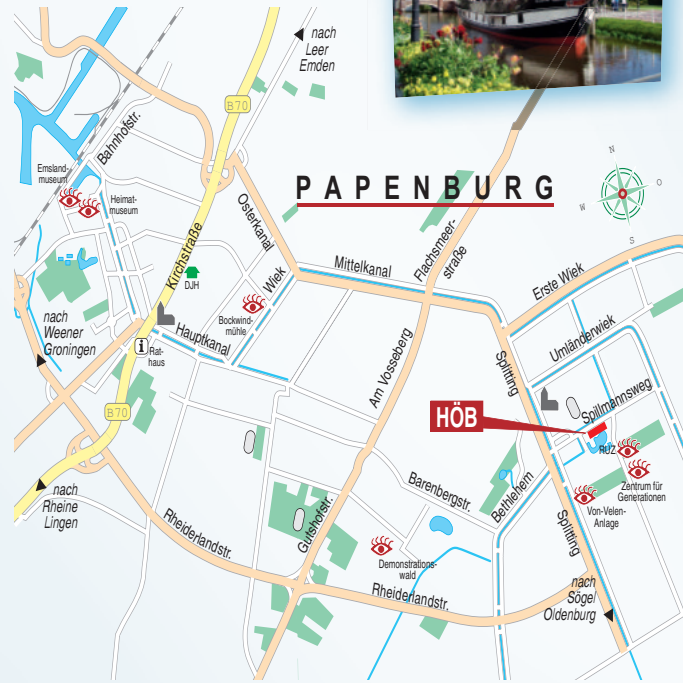 nach
Leer
Emden
B70
Bahnhofstr.
Emsland-
museum
Heimat-
museum
PAPENBURG
N
O
W
S
Osterkanal
Kirchstraße
DJH
Wiek
Mittelkanal
Flachsmeer-
straße
Erste Wiek
Bockwind-
mühle
Hauptkanal
nach
Weener
Groningen
i
Rat-
haus
Am Vosseberg
Splitting
Umländerwiek
Spillmannsweg
HÖB
RUZ
B70
Zentrum für
Generationen
Von-Velen-
Anlage
nach
Rheine
Lingen
Barenbergstr.
Bethlehem
Gutshofstr.
Rheiderlandstr.
Demonstrations-
wald
Splitting
Rheiderlandstr.
nach
Sögel
Oldenburg